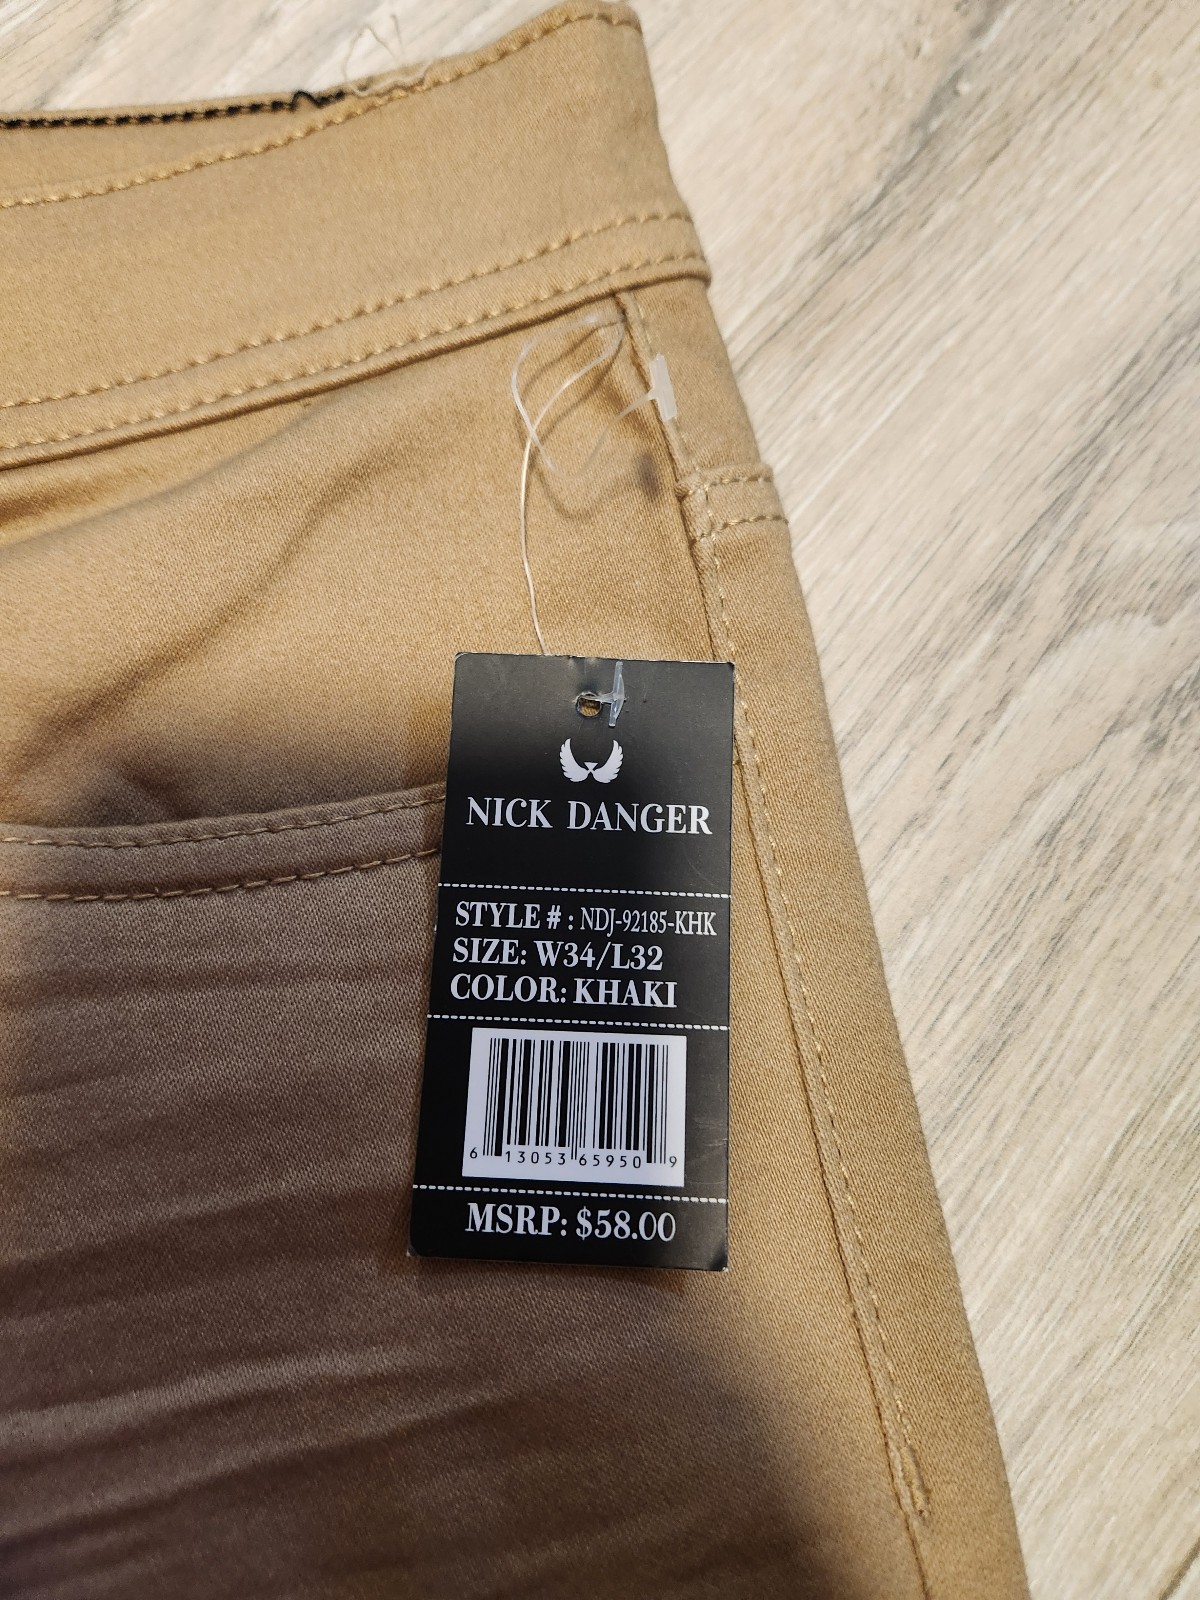 NICK DANGER
STYLE # : NDJ-92185-KHK
SIZE: W34/L32
COLOR: KHAKI
6 13053 65950 9
MSRP: $58.00